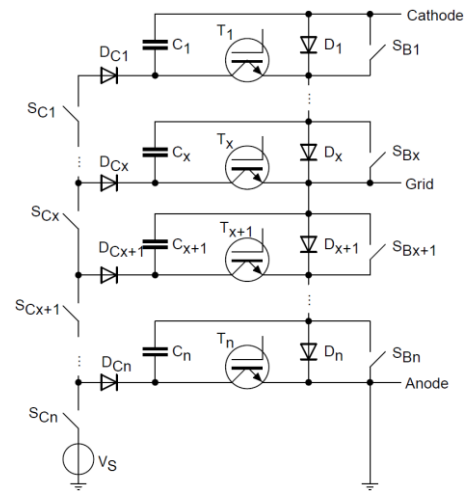 Cathode
T1
C1
D1
SB1
DC1
SC1
Tx
Cx
Dx
SBx
DCx
Grid
SCx
Tx+1
Cx+1
Dx+1
SBx+1
DCx+1
SCx+1
Tn
Cn
Dn
SBn
DCn
Anode
SCn
VS